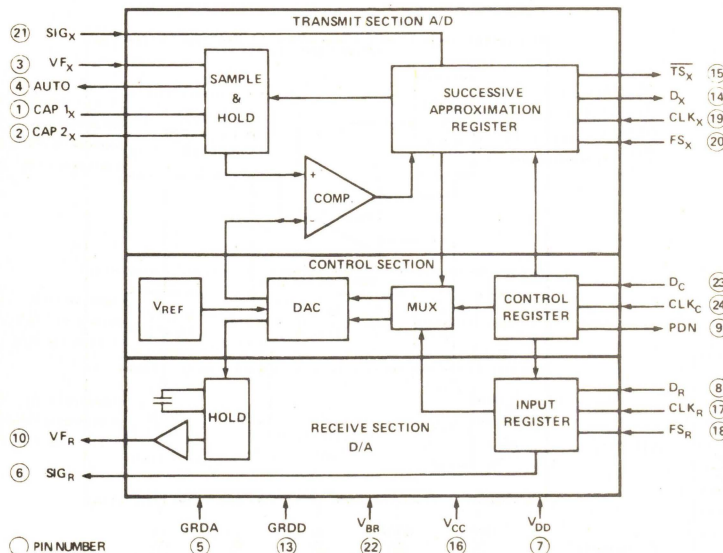 TRANSMIT SECTION A/D
21 SIGX
3 VFX
4 AUTO
1 CAP 1X
2 CAP 2X
SAMPLE
&
HOLD
SUCCESSIVE
APPROXIMATION
REGISTER
TSX 15
DX 14
CLKX 19
FSX 20
+
COMP.
−
CONTROL SECTION
VREF
DAC
MUX
CONTROL
REGISTER
DC 23
CLKC 24
PDN 9
HOLD
RECEIVE SECTION
D/A
INPUT
REGISTER
DR 8
CLKR 17
FSR 18
10 VFR
6 SIGR
GRDA GRDD VBR VCC VDD
5 13 22 16 7
PIN NUMBER